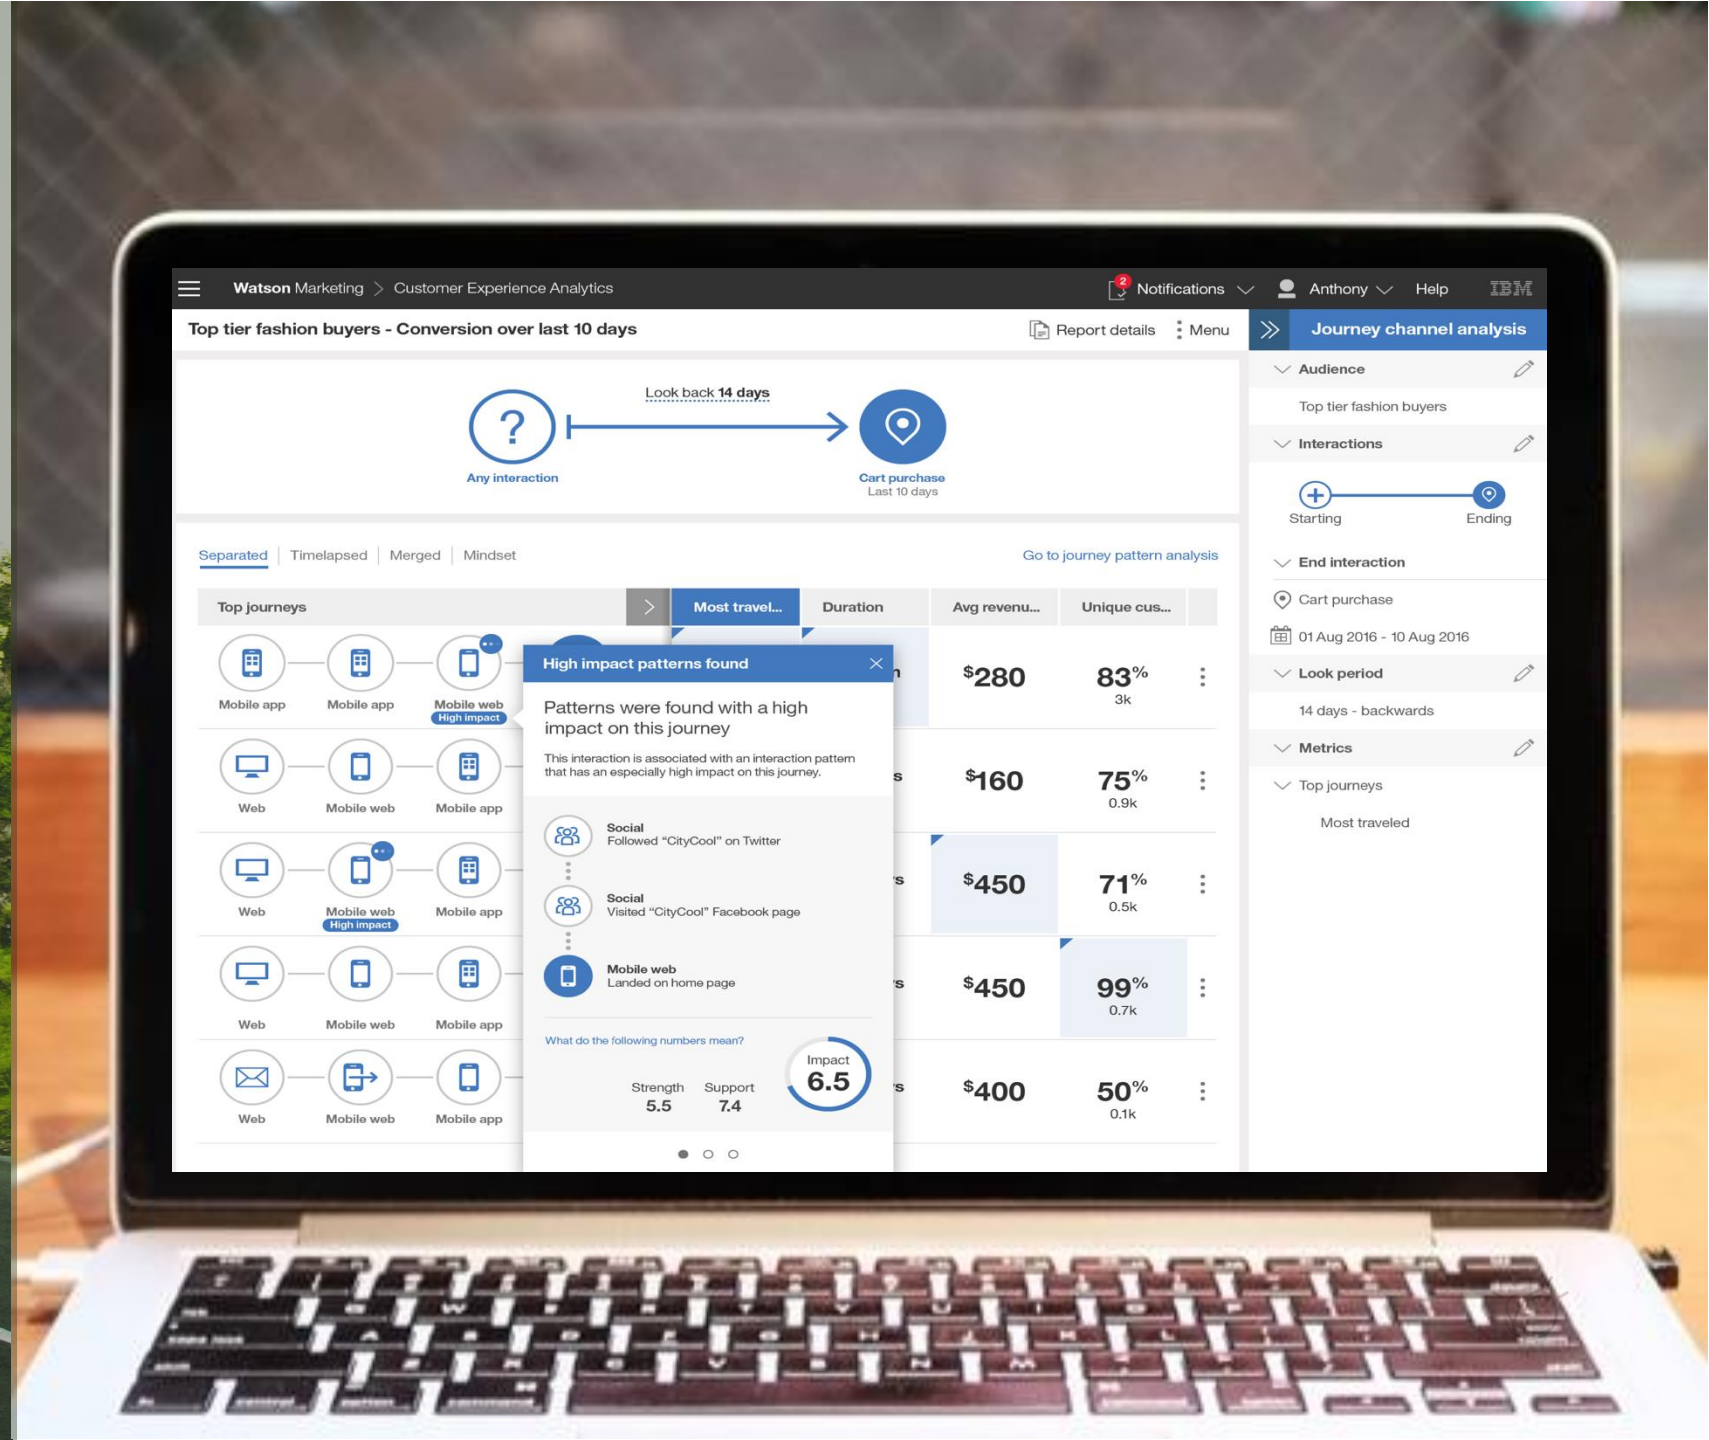 Watson Marketing > Customer Experience Analytics
2 Notifications Anthony Help IBM
Top tier fashion buyers - Conversion over last 10 days
Report details Menu
Look back 14 days
?
Any interaction
Cart purchase
Last 10 days
Separated | Timelapsed | Merged | Mindset
Go to journey pattern analysis
Top journeys > Most travel... Duration Avg revenu... Unique cus...
Mobile app Mobile app Mobile web
High impact
$280 83%
3k
Web Mobile web Mobile app
s $160 75%
0.9k
Web Mobile web Mobile app
High impact
s $450 71%
0.5k
Web Mobile web Mobile app
s $450 99%
0.7k
Web Mobile web Mobile app
s $400 50%
0.1k
High impact patterns found
Patterns were found with a high
impact on this journey
This interaction is associated with an interaction pattern
that has an especially high impact on this journey.
Social
Followed “CityCool” on Twitter
Social
Visited “CityCool” Facebook page
Mobile web
Landed on home page
What do the following numbers mean?
Strength Support Impact
5.5 7.4 6.5
Journey channel analysis
Audience
Top tier fashion buyers
Interactions
Starting Ending
End interaction
Cart purchase
01 Aug 2016 - 10 Aug 2016
Look period
14 days - backwards
Metrics
Top journeys
Most traveled